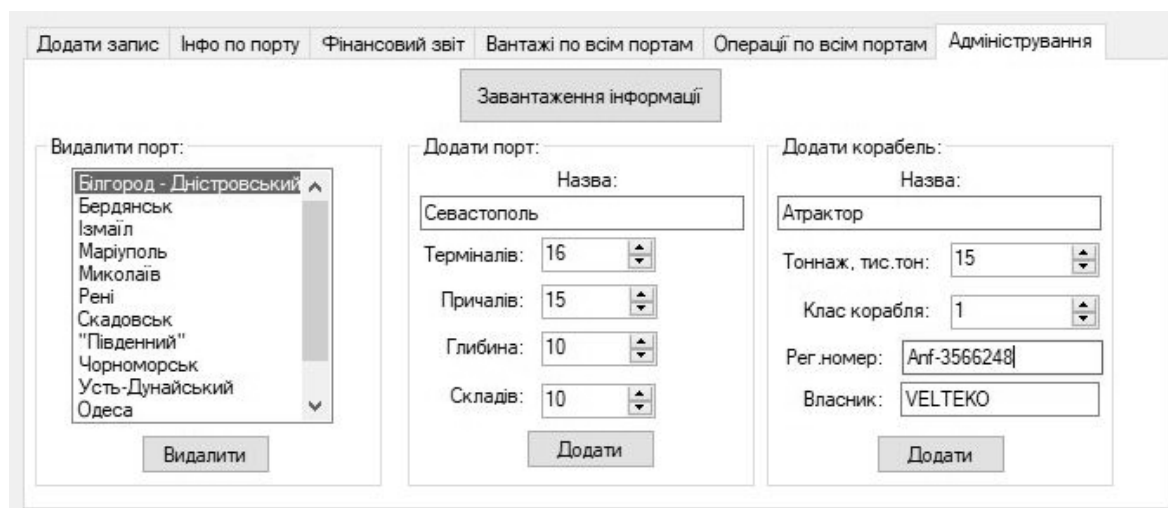 Додати запис Інфо по порту Фінансовий звіт Вантажі по всім портам Операції по всім портам Адміністрування
Завантаження інформації
Видалити порт:
Білгород - Дністровський
Бердянськ
Ізмаїл
Маріуполь
Миколаїв
Рені
Скадовськ
"Південний"
Чорноморськ
Усть-Дунайський
Одеса
Видалити
Додати порт:
Назва:
Севастополь
Терміналів: 16
Причалів: 15
Глибина: 10
Складів: 10
Додати
Додати корабель:
Назва:
Атрактор
Тоннаж, тис.тон: 15
Клас корабля: 1
Рег.номер: Anf-3566248
Власник: VELTEKO
Додати